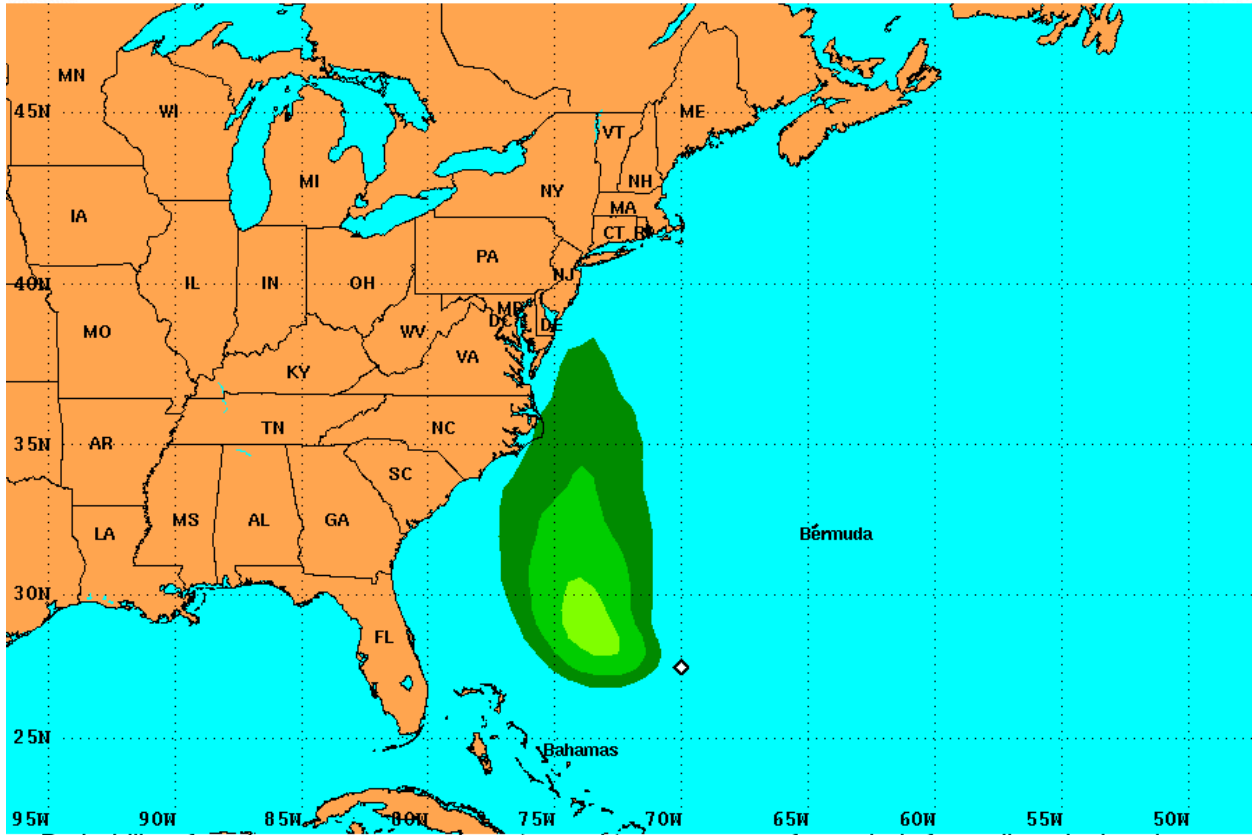 MN
WI
ME
45N
VT
MI
NH
NY
IA
MA
CT RI
PA
NJ
40N
IL
IN
OH
MD
DC
DE
MO
WV
VA
KY
AR
TN
NC
35N
SC
LA
MS
AL
GA
Bermuda
30N
FL
25N
Bahamas
95W 90W 85W 80W 75W 70W 65W 60W 55W 50W